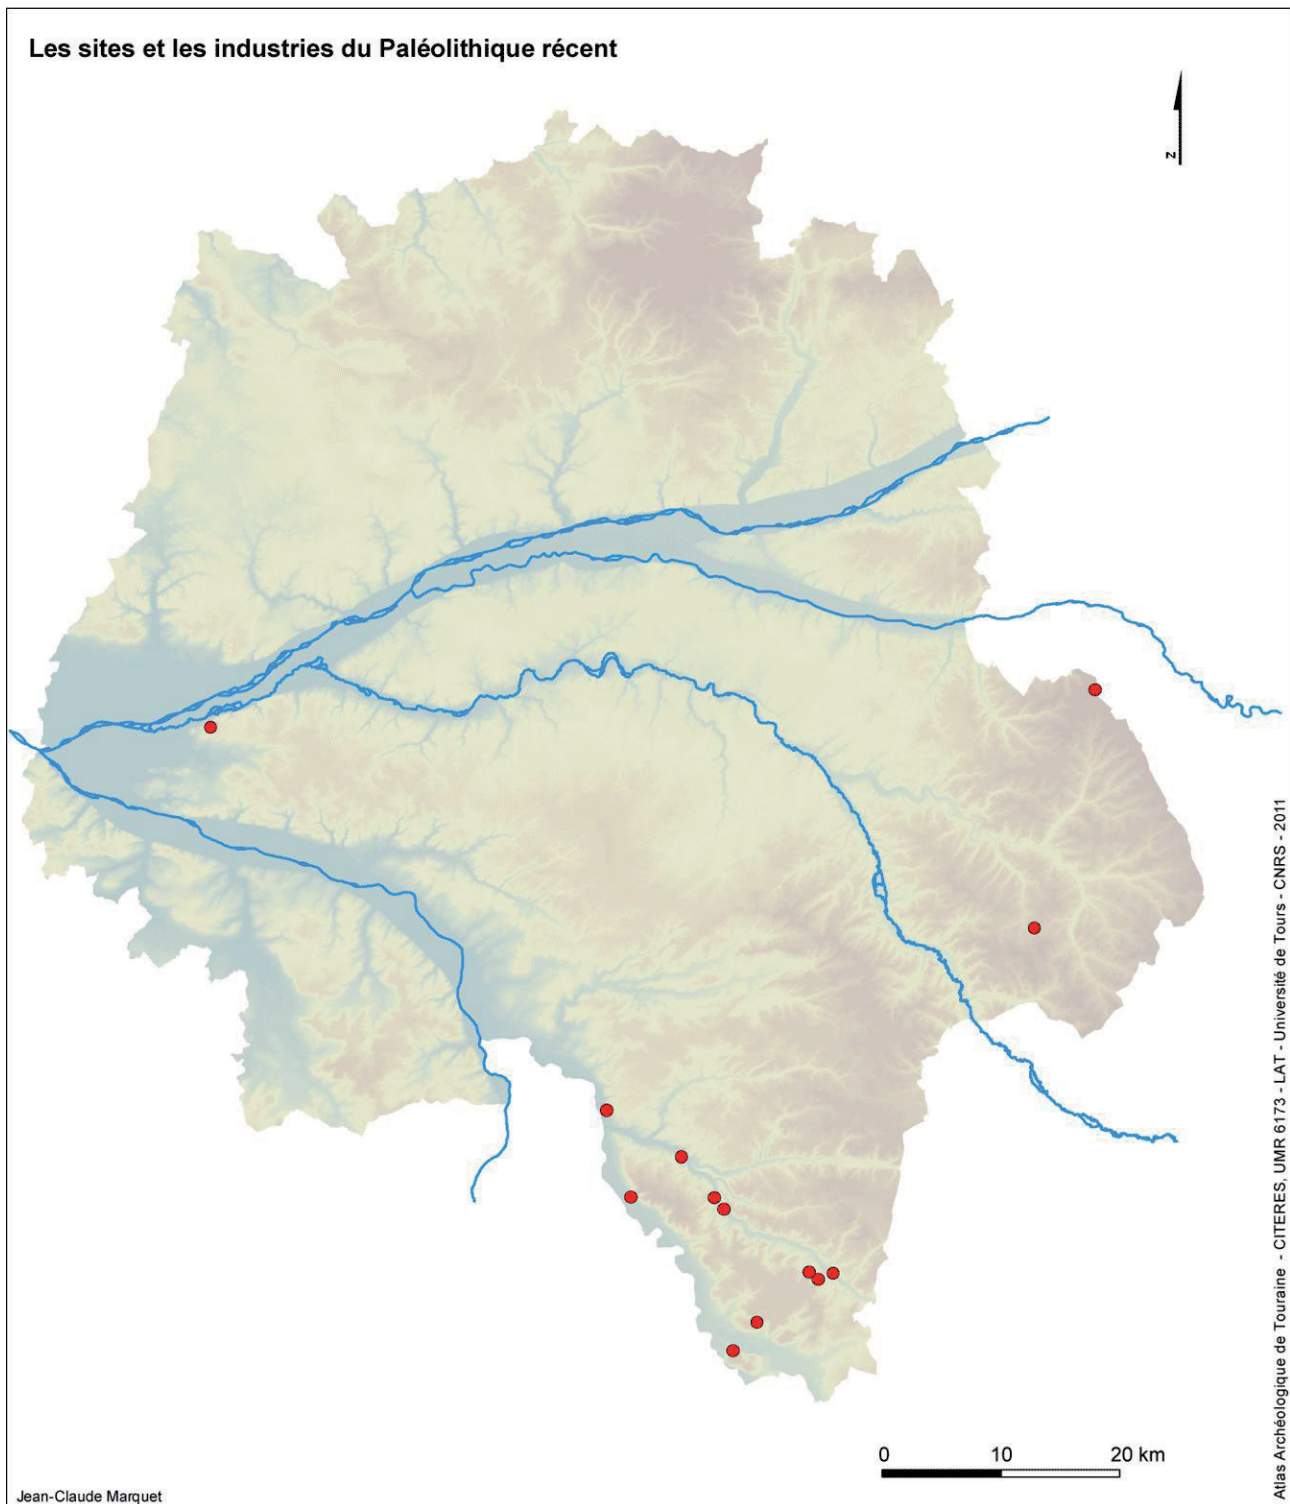 Les sites et les industries du Paléolithique récent
z
0 10 20 km
Jean-Claude Marquet
Atlas Archéologique de Touraine - CITERES, UMR 6173 - LAT - Université de Tours - CNRS - 2011